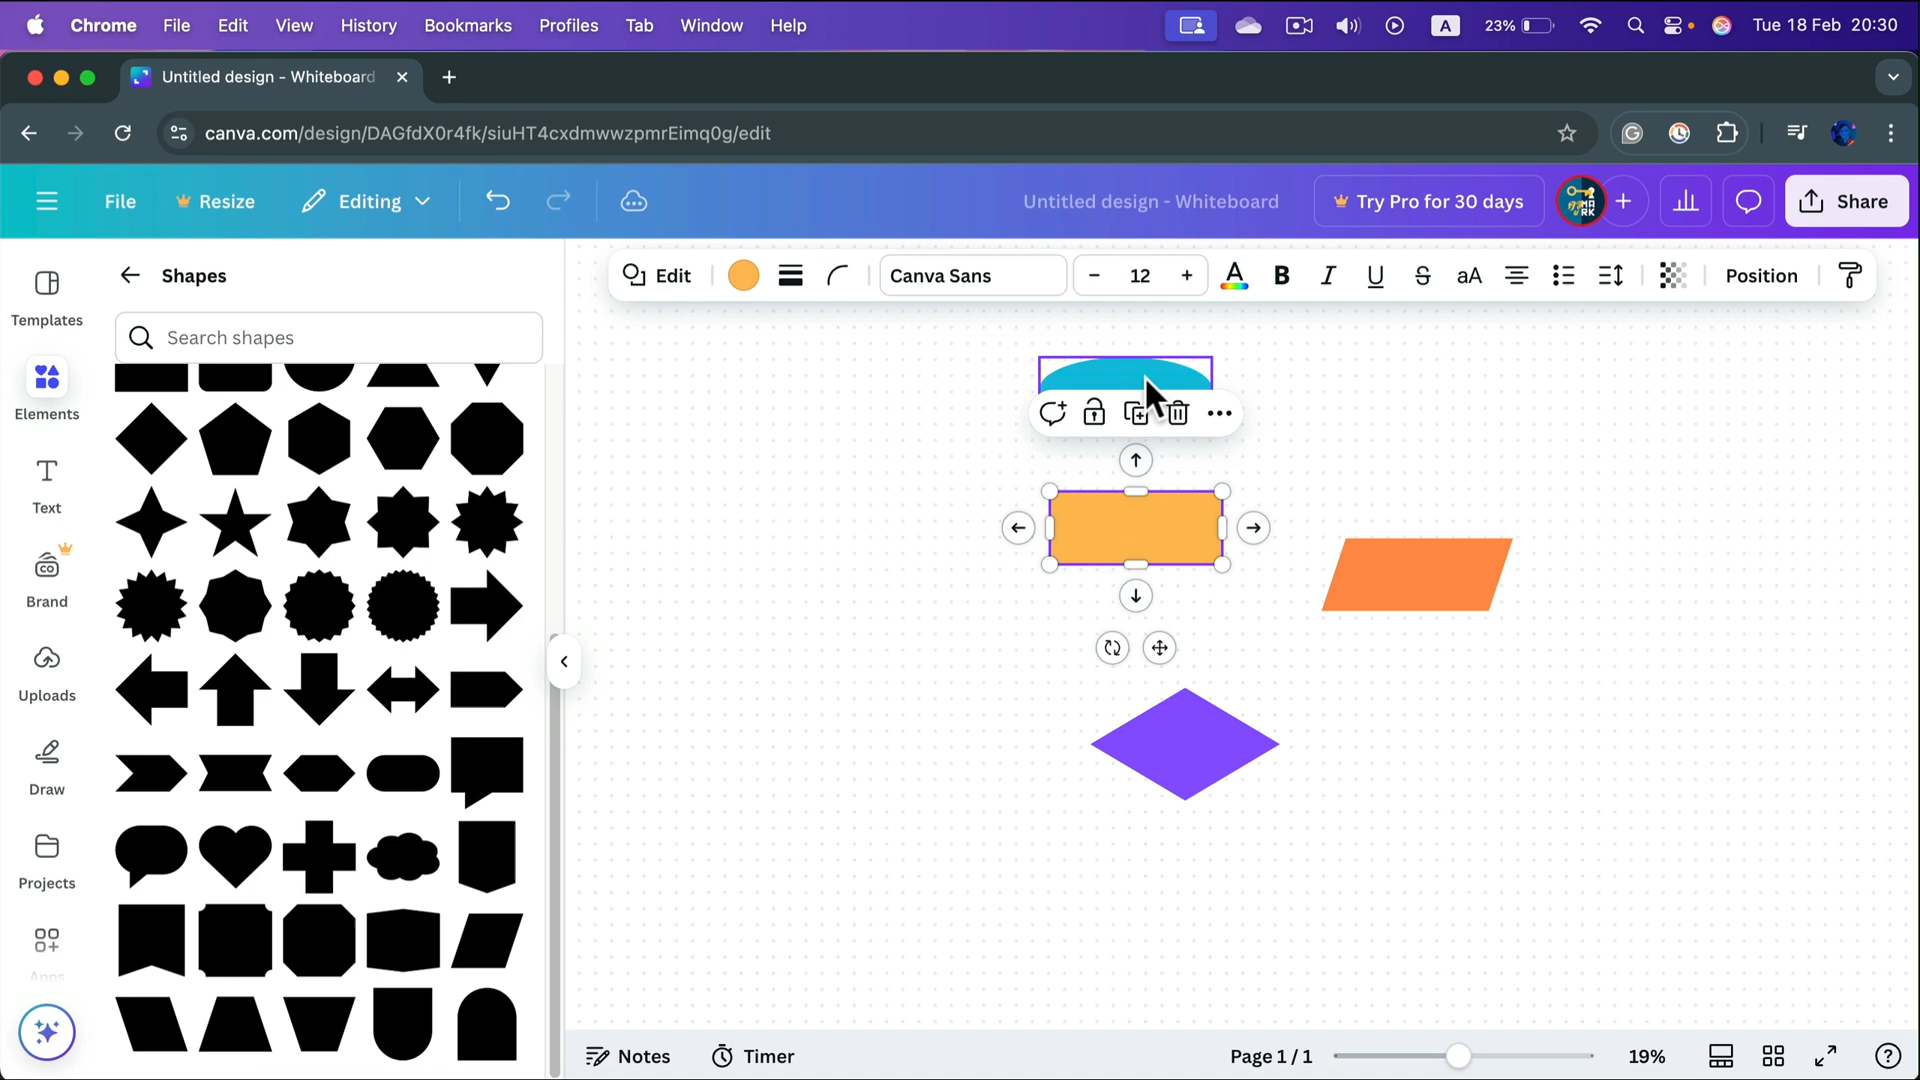 Chrome File Edit View History Bookmarks Profiles Tab Window Help A 23% Tue 18 Feb 20:30
Untitled design - Whiteboard
canva.com/design/DAGfdX0r4fk/siuHT4cxdmwwzpmrEimq0g/edit
File Resize Editing Untitled design - Whiteboard Try Pro for 30 days Share
Shapes
Edit Canva Sans 12 A B I U S aA Position
Search shapes
Templates
Elements
Text
CO
Brand
Uploads
Draw
Projects
Apps
Notes Timer Page 1 / 1 19%